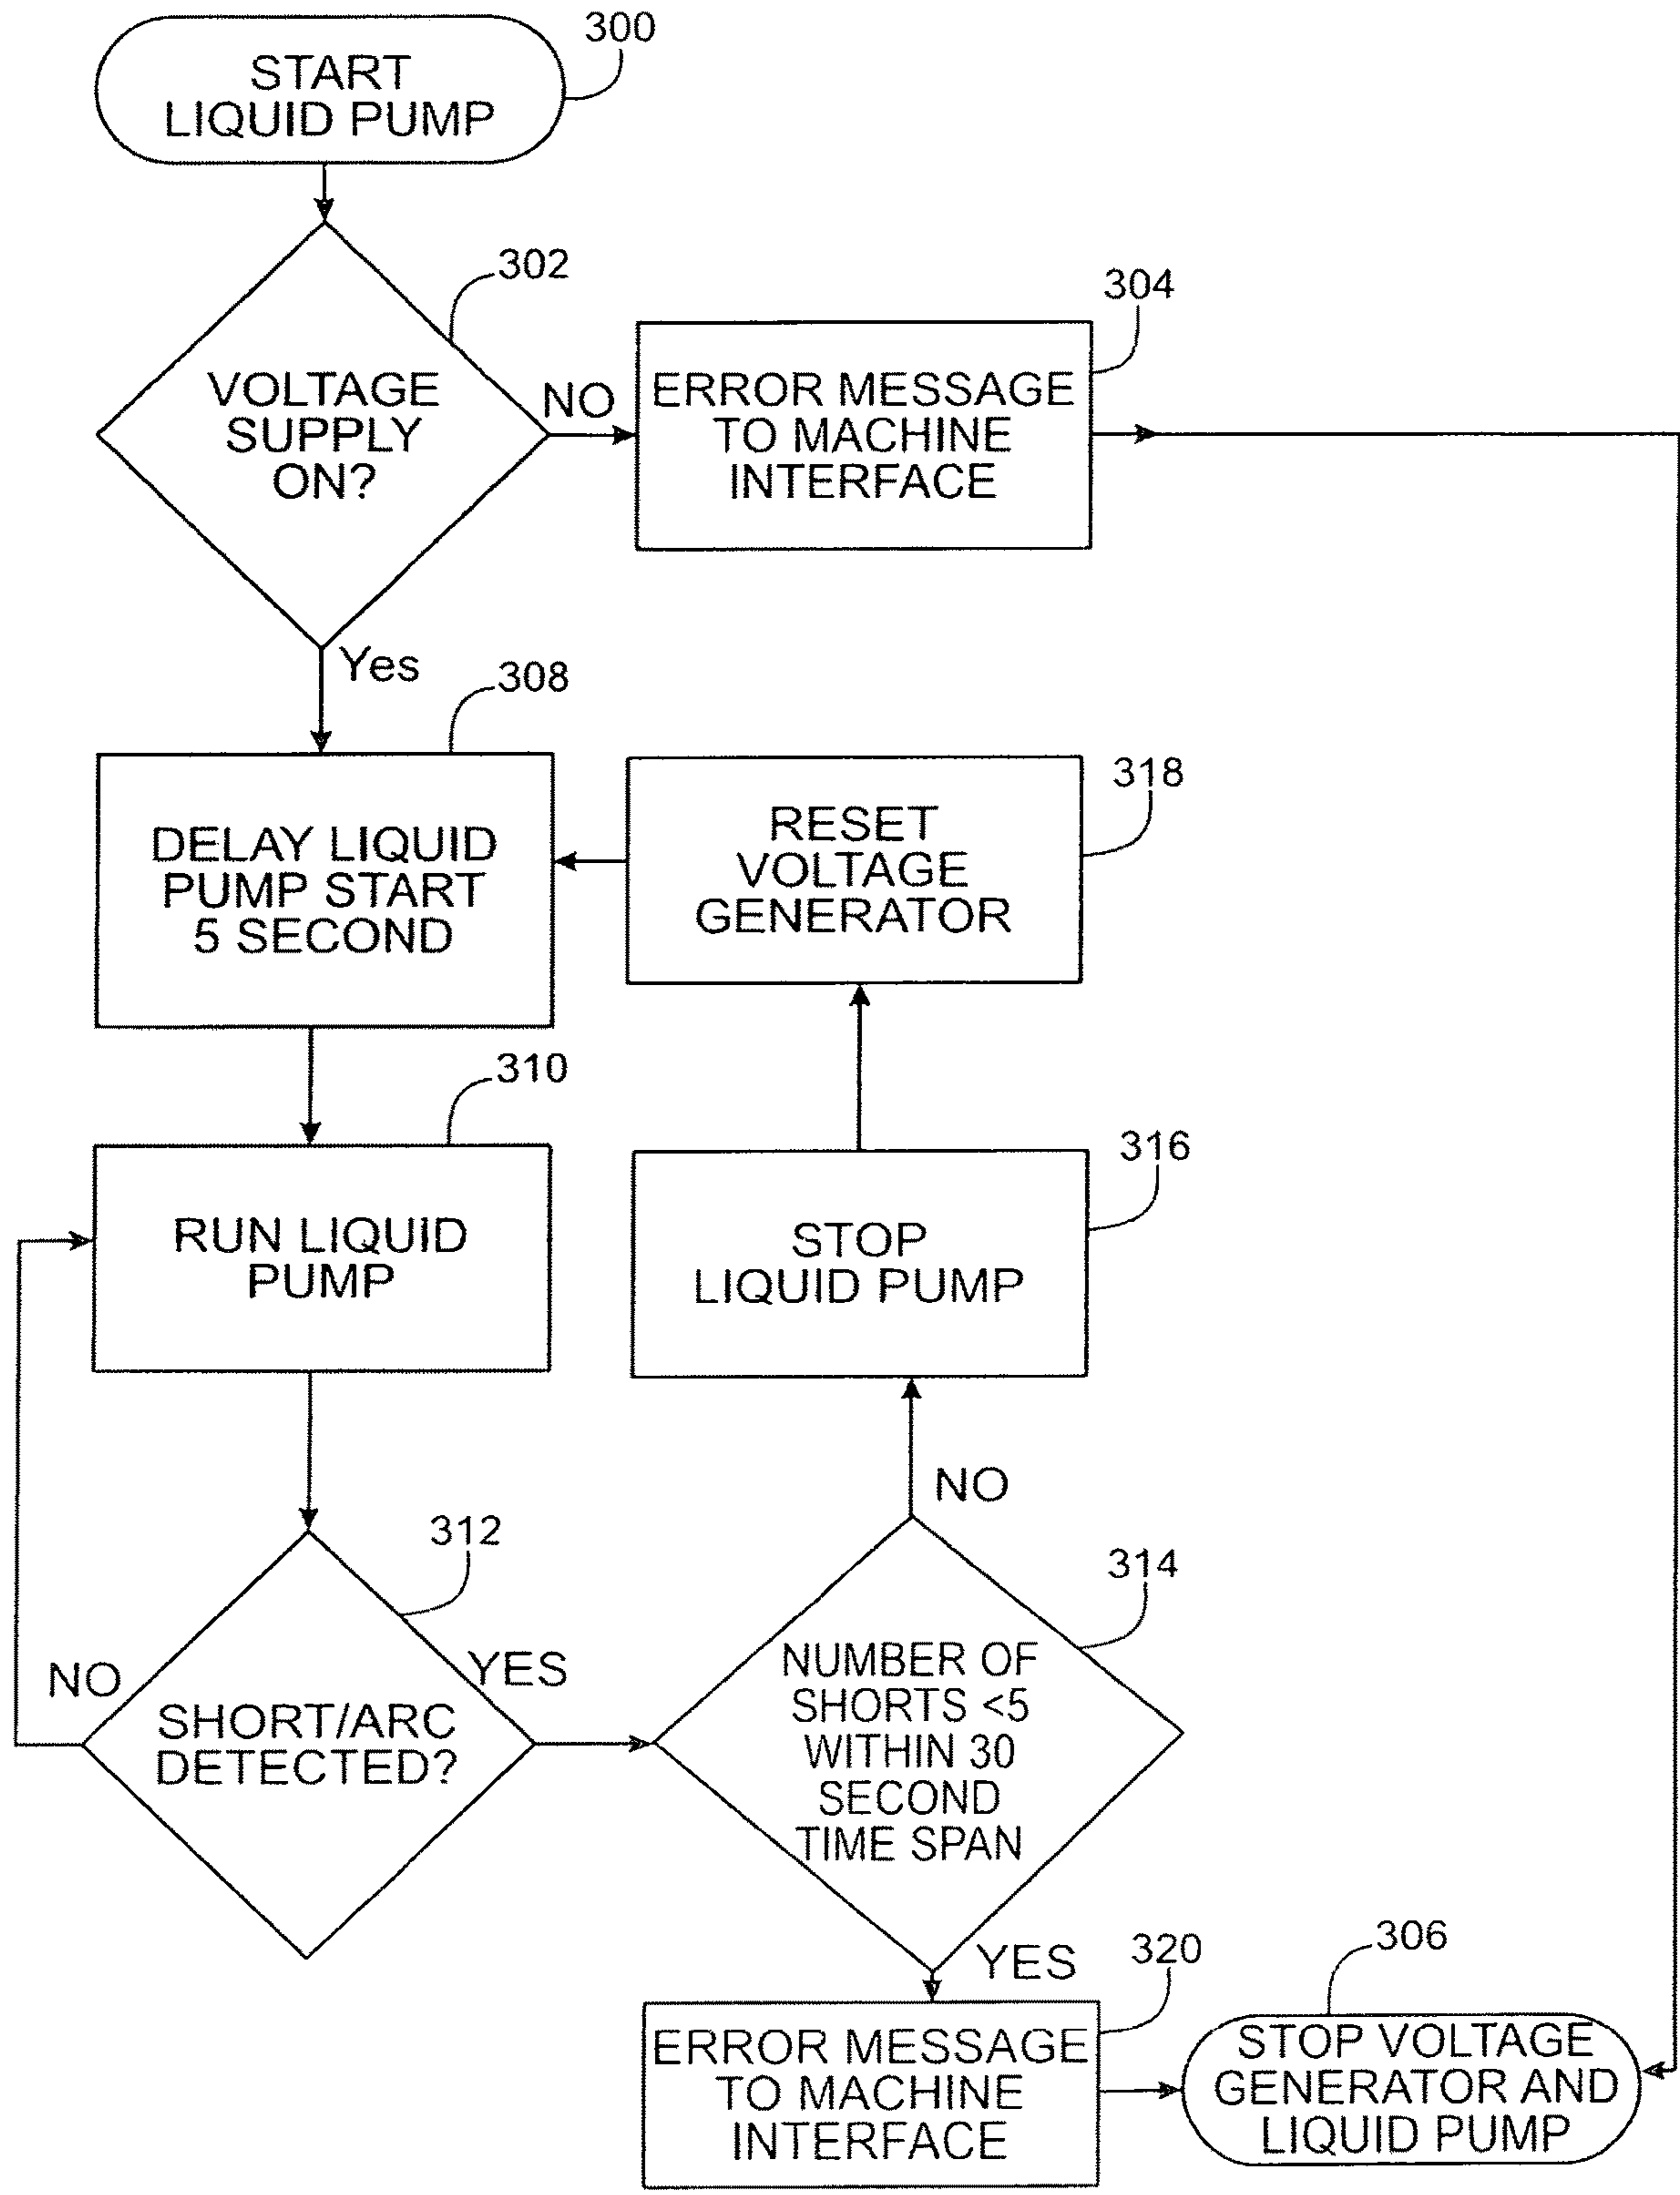 START
LIQUID PUMP
300
VOLTAGE
SUPPLY
ON?
302
NO
ERROR MESSAGE
TO MACHINE
INTERFACE
304
Yes
DELAY LIQUID
PUMP START
5 SECOND
308
RESET
VOLTAGE
GENERATOR
318
RUN LIQUID
PUMP
310
STOP
LIQUID PUMP
316
SHORT/ARC
DETECTED?
312
NO
YES
NUMBER OF
SHORTS <5
WITHIN 30
SECOND
TIME SPAN
314
NO
YES
ERROR MESSAGE
TO MACHINE
INTERFACE
320
STOP VOLTAGE
GENERATOR AND
LIQUID PUMP
306